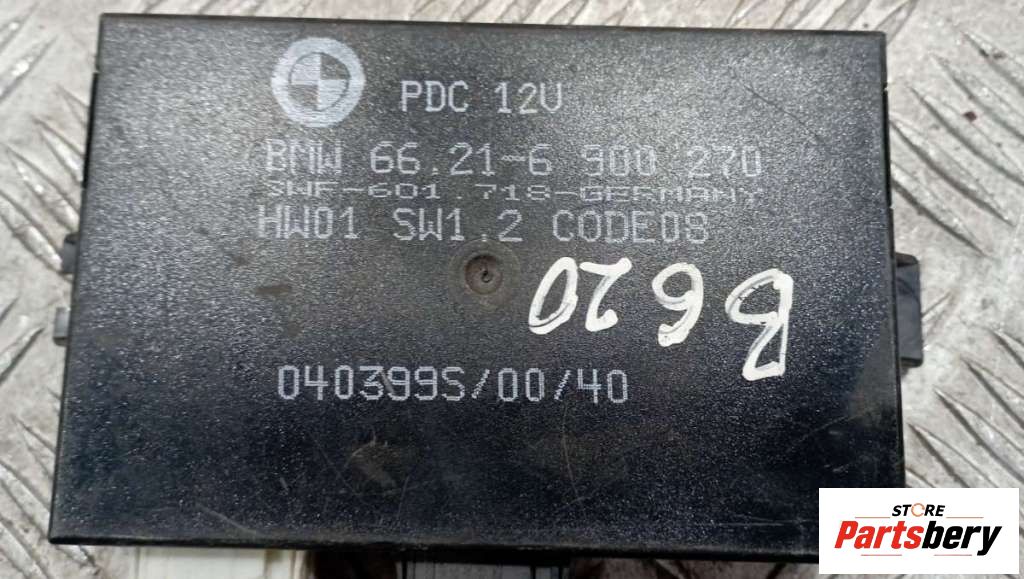 PDC 12V
BMW 66.21-6 900 270
SWF-601.718-GERMANY
HW01 SW1.2 CODE08
B620
040399S/00/40
STORE
Partsbery